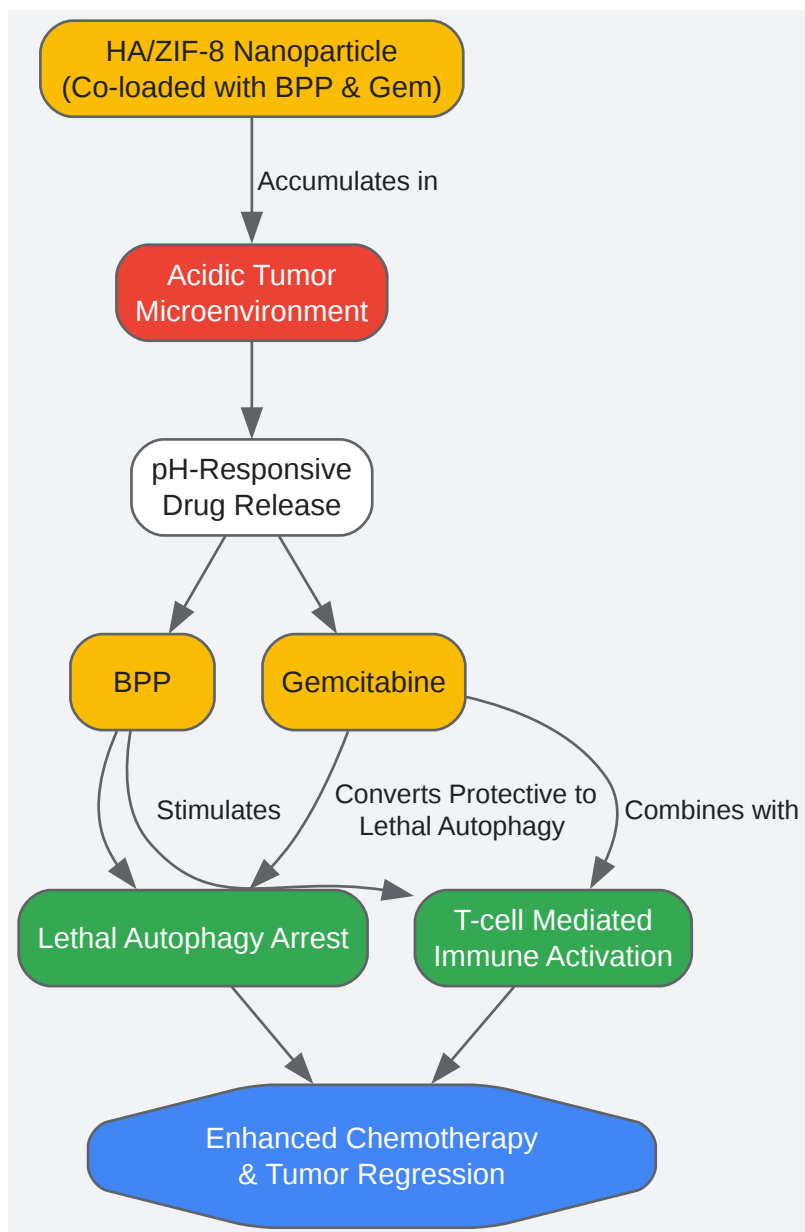 HA/ZIF-8 Nanoparticle
(Co-loaded with BPP & Gem)
Accumulates in
Acidic Tumor
Microenvironment
pH-Responsive
Drug Release
BPP
Gemcitabine
Stimulates
Converts Protective to
Lethal Autophagy
Combines with
Lethal Autophagy Arrest
T-cell Mediated
Immune Activation
Enhanced Chemotherapy
& Tumor Regression